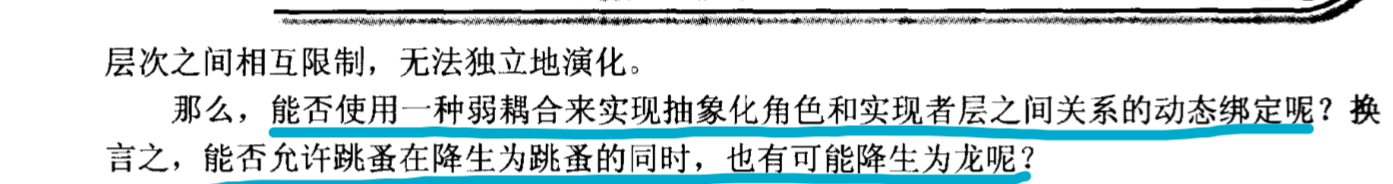 层次之间相互限制，无法独立地演化。
那么，能否使用一种弱耦合来实现抽象化角色和实现者层之间关系的动态绑定呢？换
言之，能否允许跳蚤在降生为跳蚤的同时，也有可能降生为龙呢？